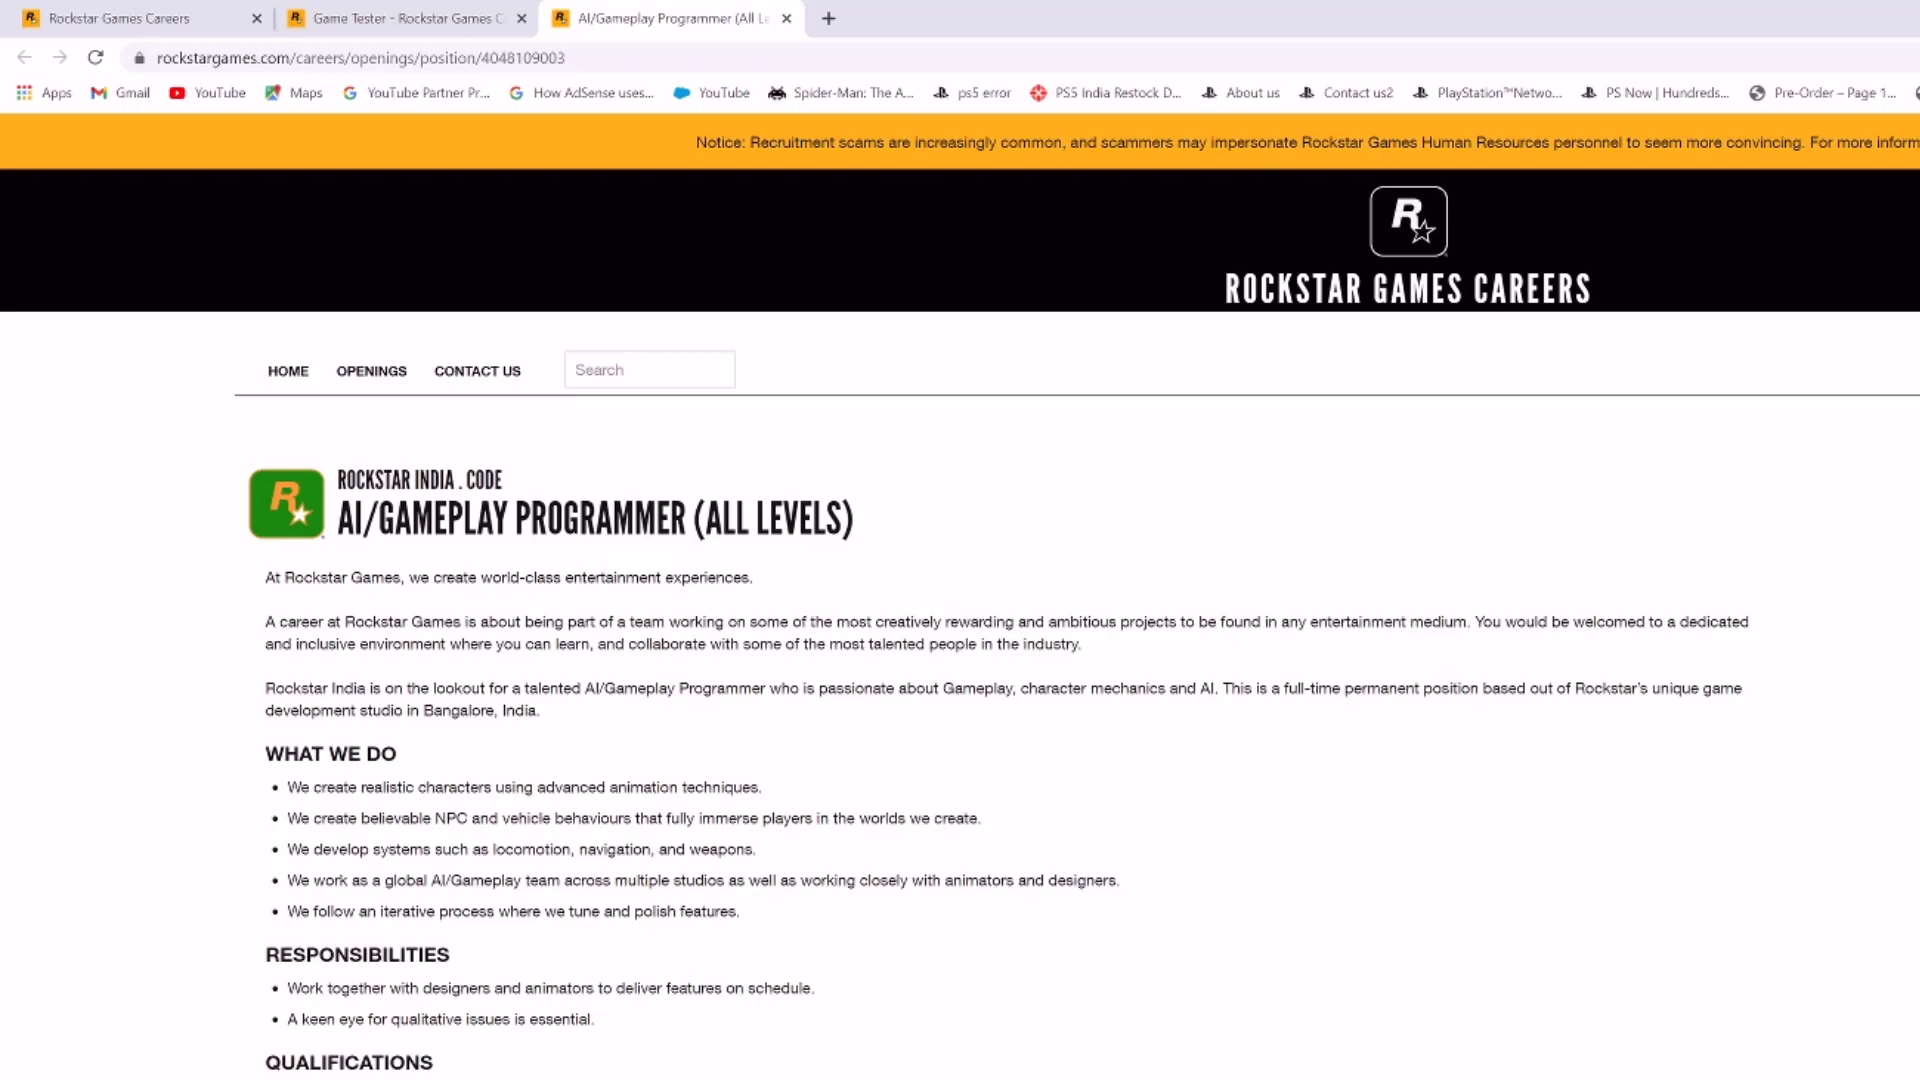 Rockstar Games Careers
Game Tester - Rockstar Games C
AI/Gameplay Programmer (All Le
rockstargames.com/careers/openings/position/4048109003
Apps Gmail YouTube Maps YouTube Partner Pr... How AdSense uses... YouTube Spider-Man: The A... ps5 error PS5 India Restock D... About us Contact us2 PlayStation™Netwo... PS Now | Hundreds... Pre-Order – Page 1...
Notice: Recruitment scams are increasingly common, and scammers may impersonate Rockstar Games Human Resources personnel to seem more convincing. For more inform
R
ROCKSTAR GAMES CAREERS
HOME OPENINGS CONTACT US Search
R
ROCKSTAR INDIA . CODE
AI/GAMEPLAY PROGRAMMER (ALL LEVELS)
At Rockstar Games, we create world-class entertainment experiences.
A career at Rockstar Games is about being part of a team working on some of the most creatively rewarding and ambitious projects to be found in any entertainment medium. You would be welcomed to a dedicated
and inclusive environment where you can learn, and collaborate with some of the most talented people in the industry.
Rockstar India is on the lookout for a talented AI/Gameplay Programmer who is passionate about Gameplay, character mechanics and AI. This is a full-time permanent position based out of Rockstar's unique game
development studio in Bangalore, India.
WHAT WE DO
• We create realistic characters using advanced animation techniques.
• We create believable NPC and vehicle behaviours that fully immerse players in the worlds we create.
• We develop systems such as locomotion, navigation, and weapons.
• We work as a global AI/Gameplay team across multiple studios as well as working closely with animators and designers.
• We follow an iterative process where we tune and polish features.
RESPONSIBILITIES
• Work together with designers and animators to deliver features on schedule.
• A keen eye for qualitative issues is essential.
QUALIFICATIONS